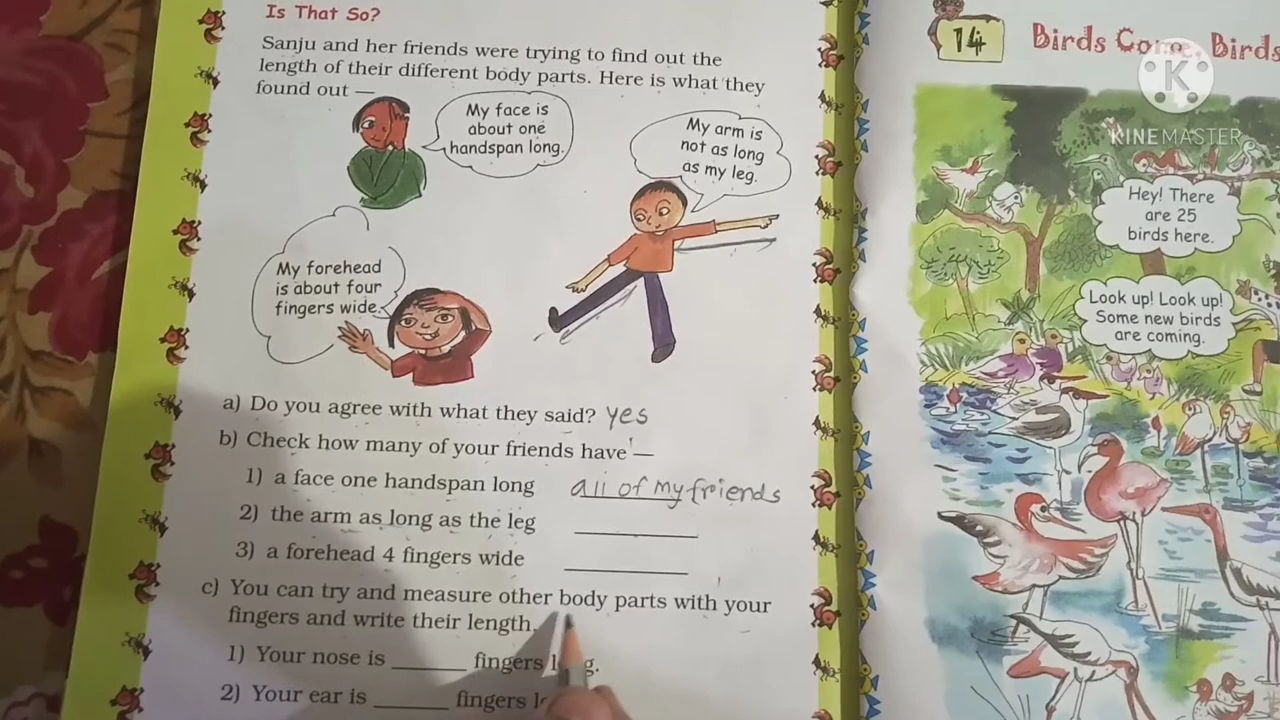 Is That So?
Sanju and her friends were trying to find out the
length of their different body parts. Here is what they
found out —
My face is
about one
handspan long.
My arm is
not as long
as my leg.
My forehead
is about four
fingers wide.
a) Do you agree with what they said? yes
b) Check how many of your friends have —
1) a face one handspan long all of my friends
2) the arm as long as the leg ______
3) a forehead 4 fingers wide ______
c) You can try and measure other body parts with your
fingers and write their length.
1) Your nose is ______ fingers
2) Your ear is ______ fingers
14
Birds Come, Birds
KINEMASTER
Hey! There
are 25
birds here.
Look up! Look up!
Some new birds
are coming.